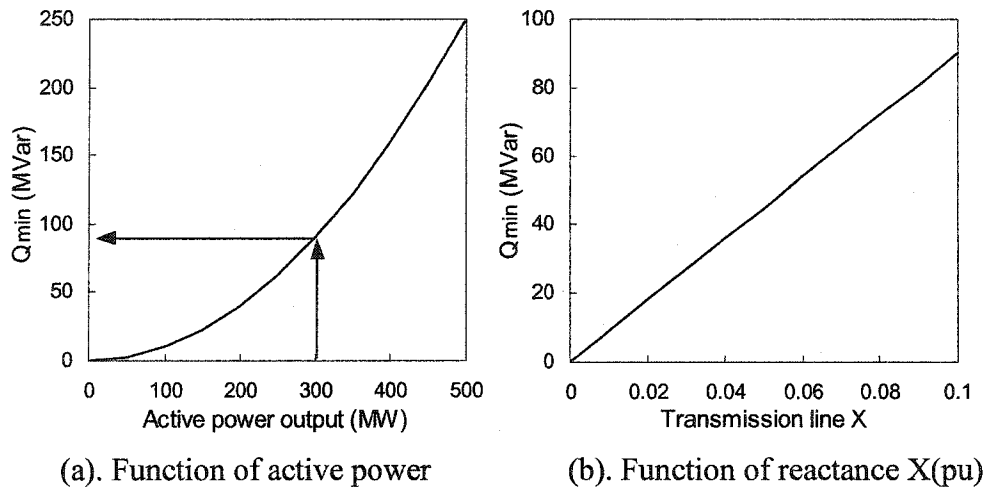 250
200
150
100
50
0
Qmin (MVar)
0 100 200 300 400 500
Active power output (MW)
(a). Function of active power
100
80
60
40
20
0
Qmin (MVar)
0 0.02 0.04 0.06 0.08 0.1
Transmission line X
(b). Function of reactance X(pu)